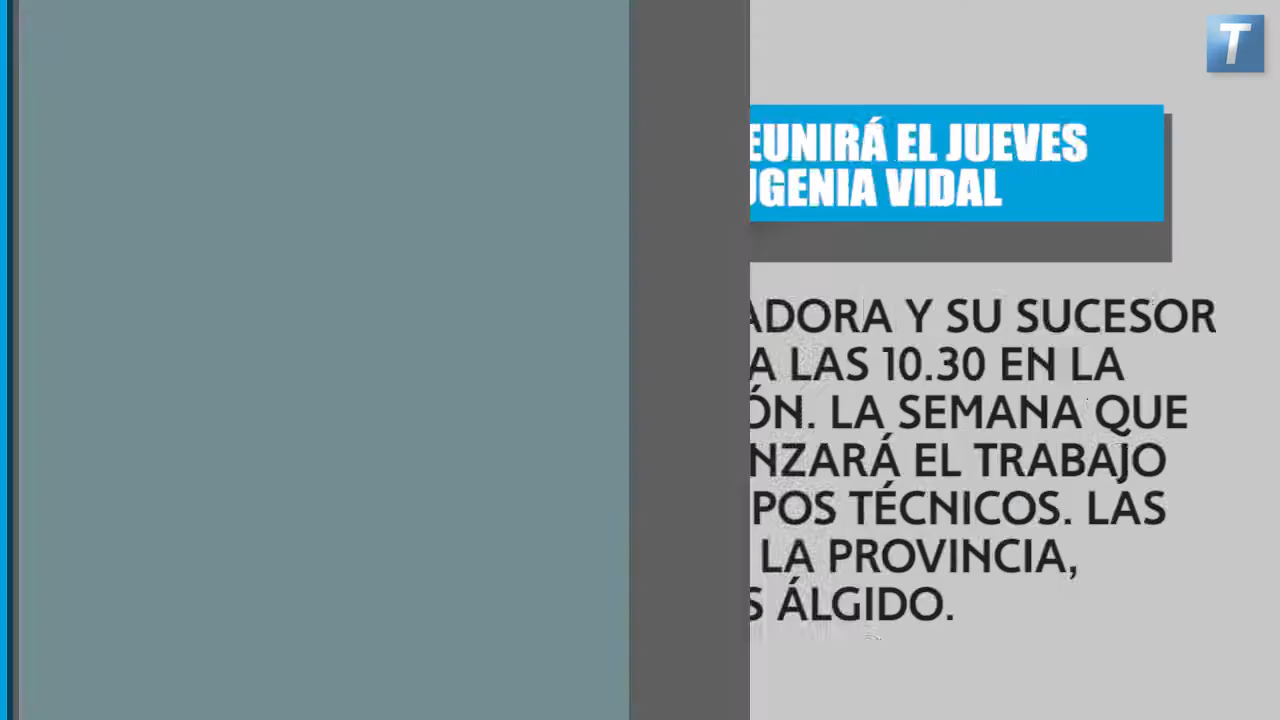 T
EUNIRÁ EL JUEVES
UGENIA VIDAL
ADORA Y SU SUCESOR
A LAS 10.30 EN LA
ÓN. LA SEMANA QUE
NZARÁ EL TRABAJO
POS TÉCNICOS. LAS
LA PROVINCIA,
S ÁLGIDO.